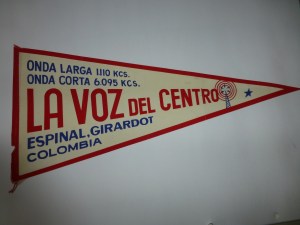 ONDA LARGA 1110 KCS.
ONDA CORTA 6.095 KCS.
LA VOZ DEL CENTRO
ESPINAL, GIRARDOT
COLOMBIA